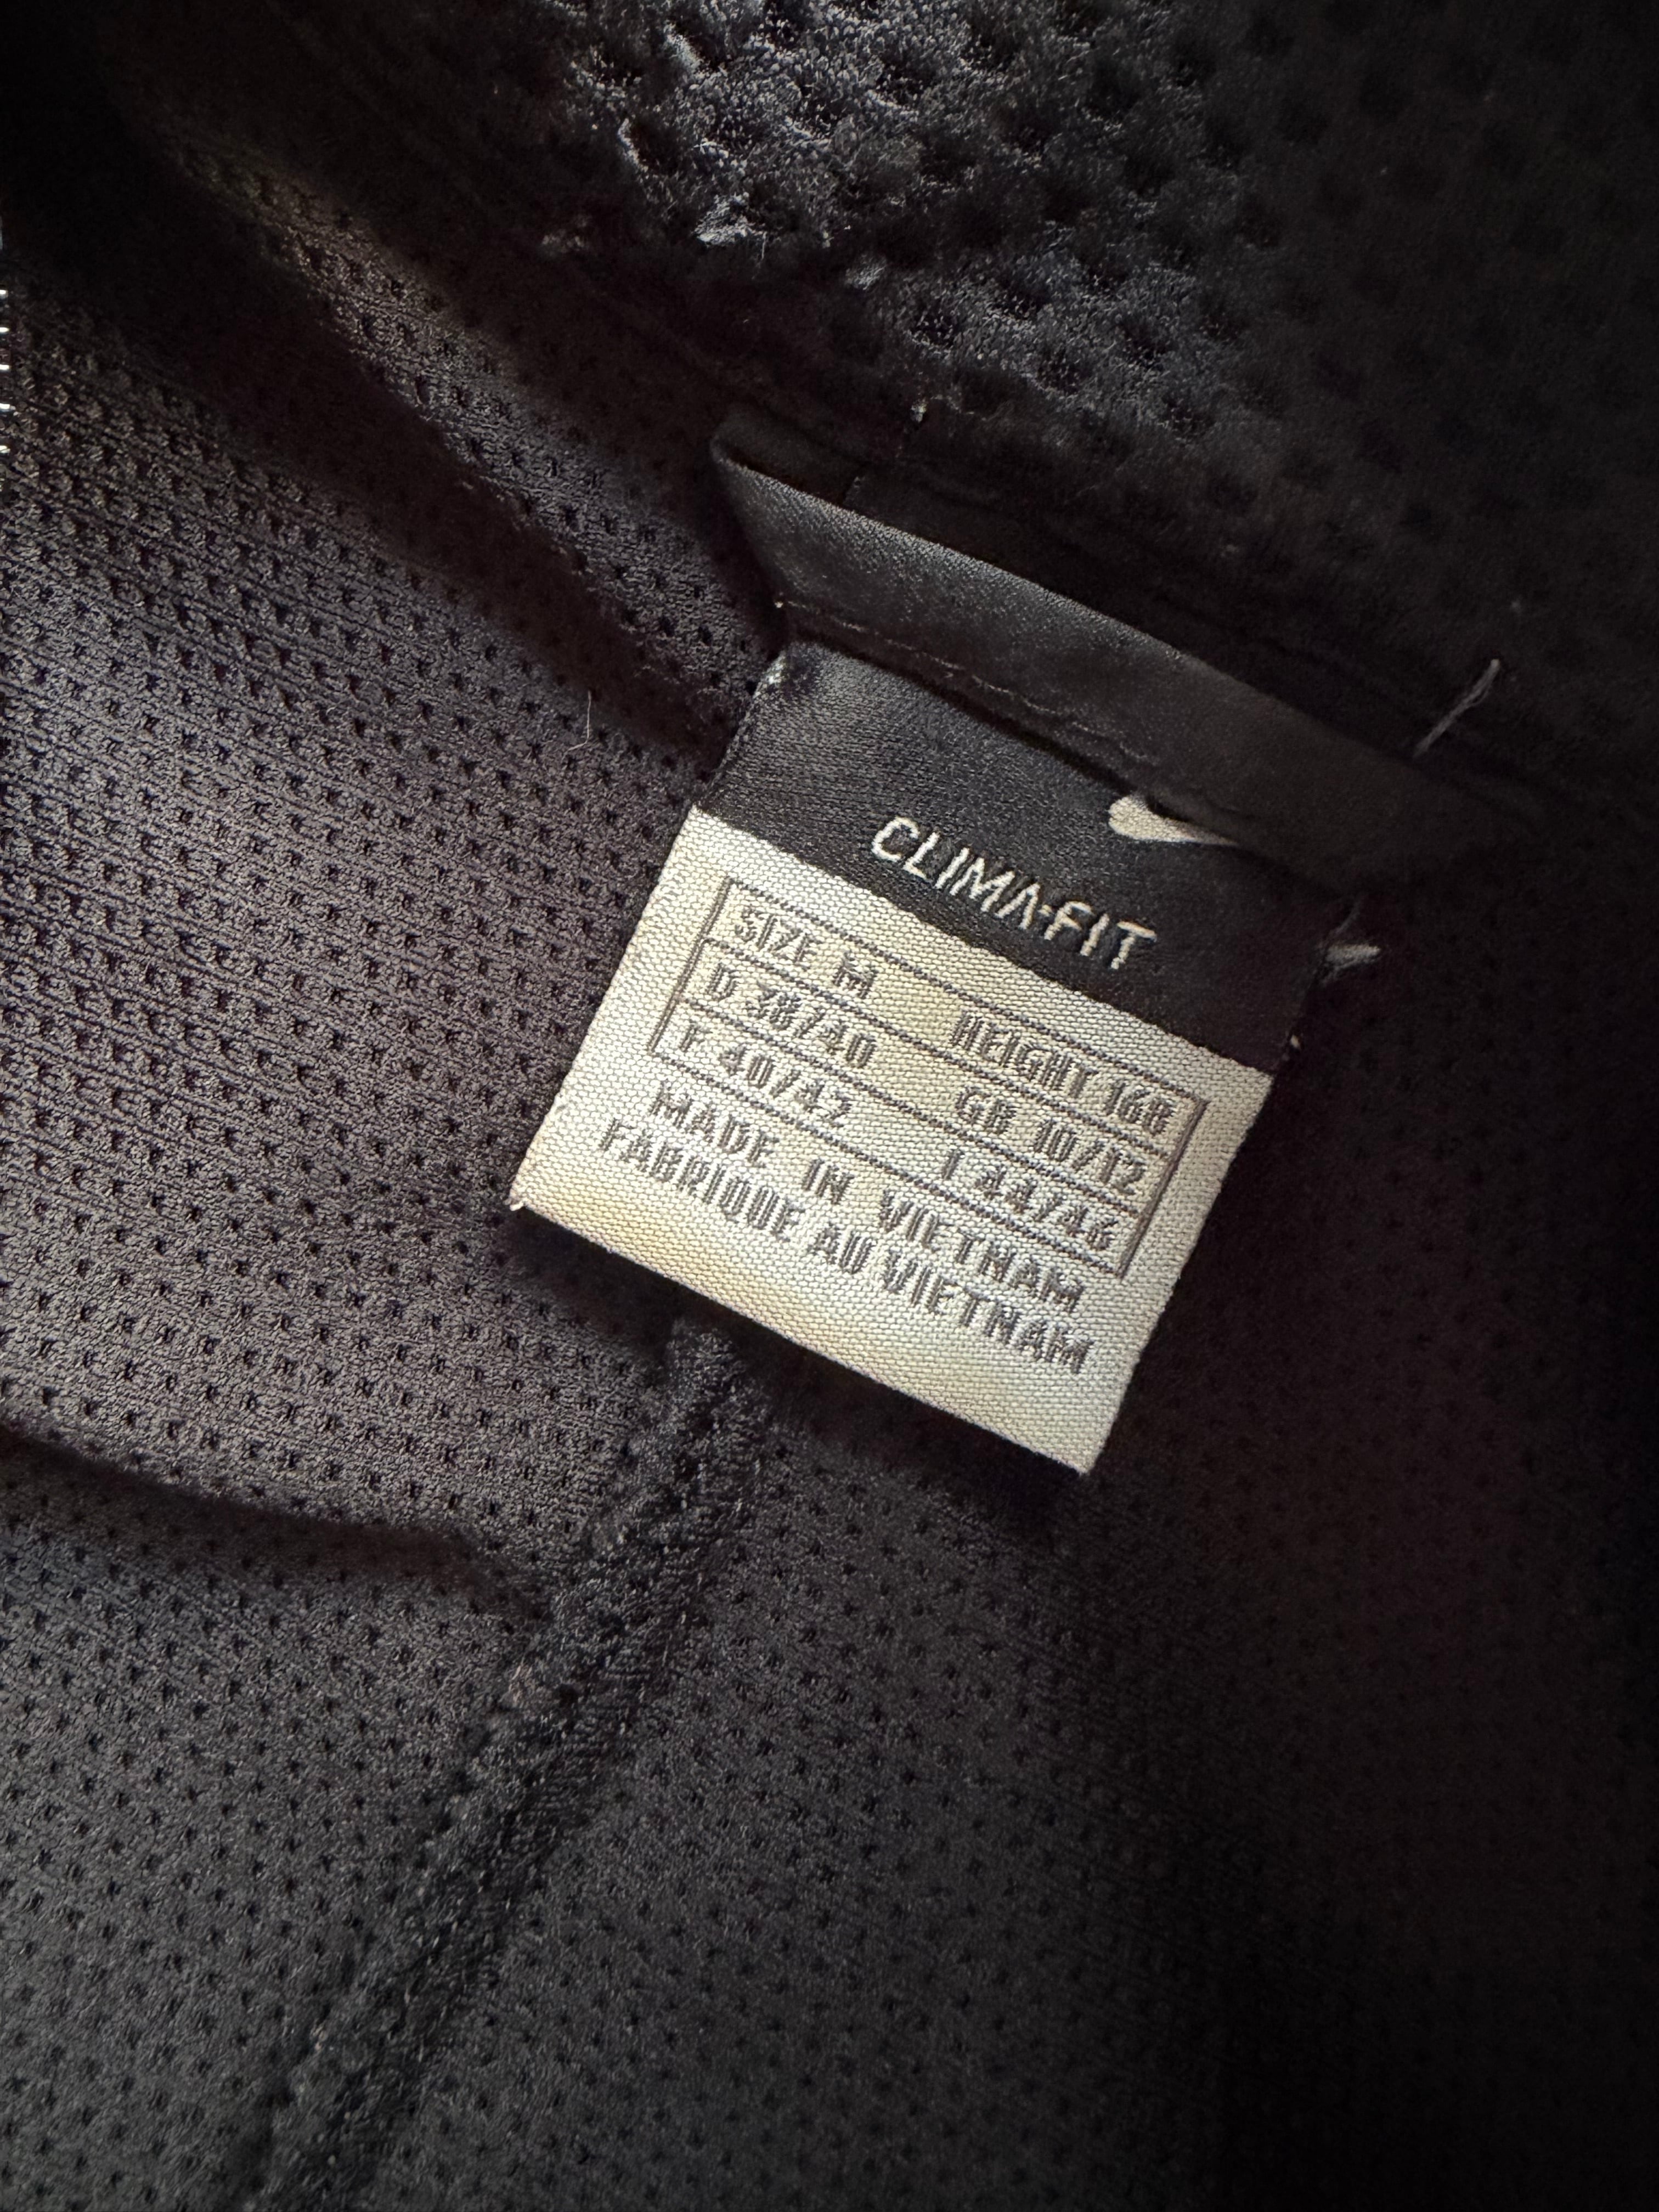 CLIMA-FIT
SIZE M HEIGHT 168
D 38/40 GB 10/12
F 40/42 I 44/46
MADE IN VIETNAM
FABRIQUE AU VIETNAM